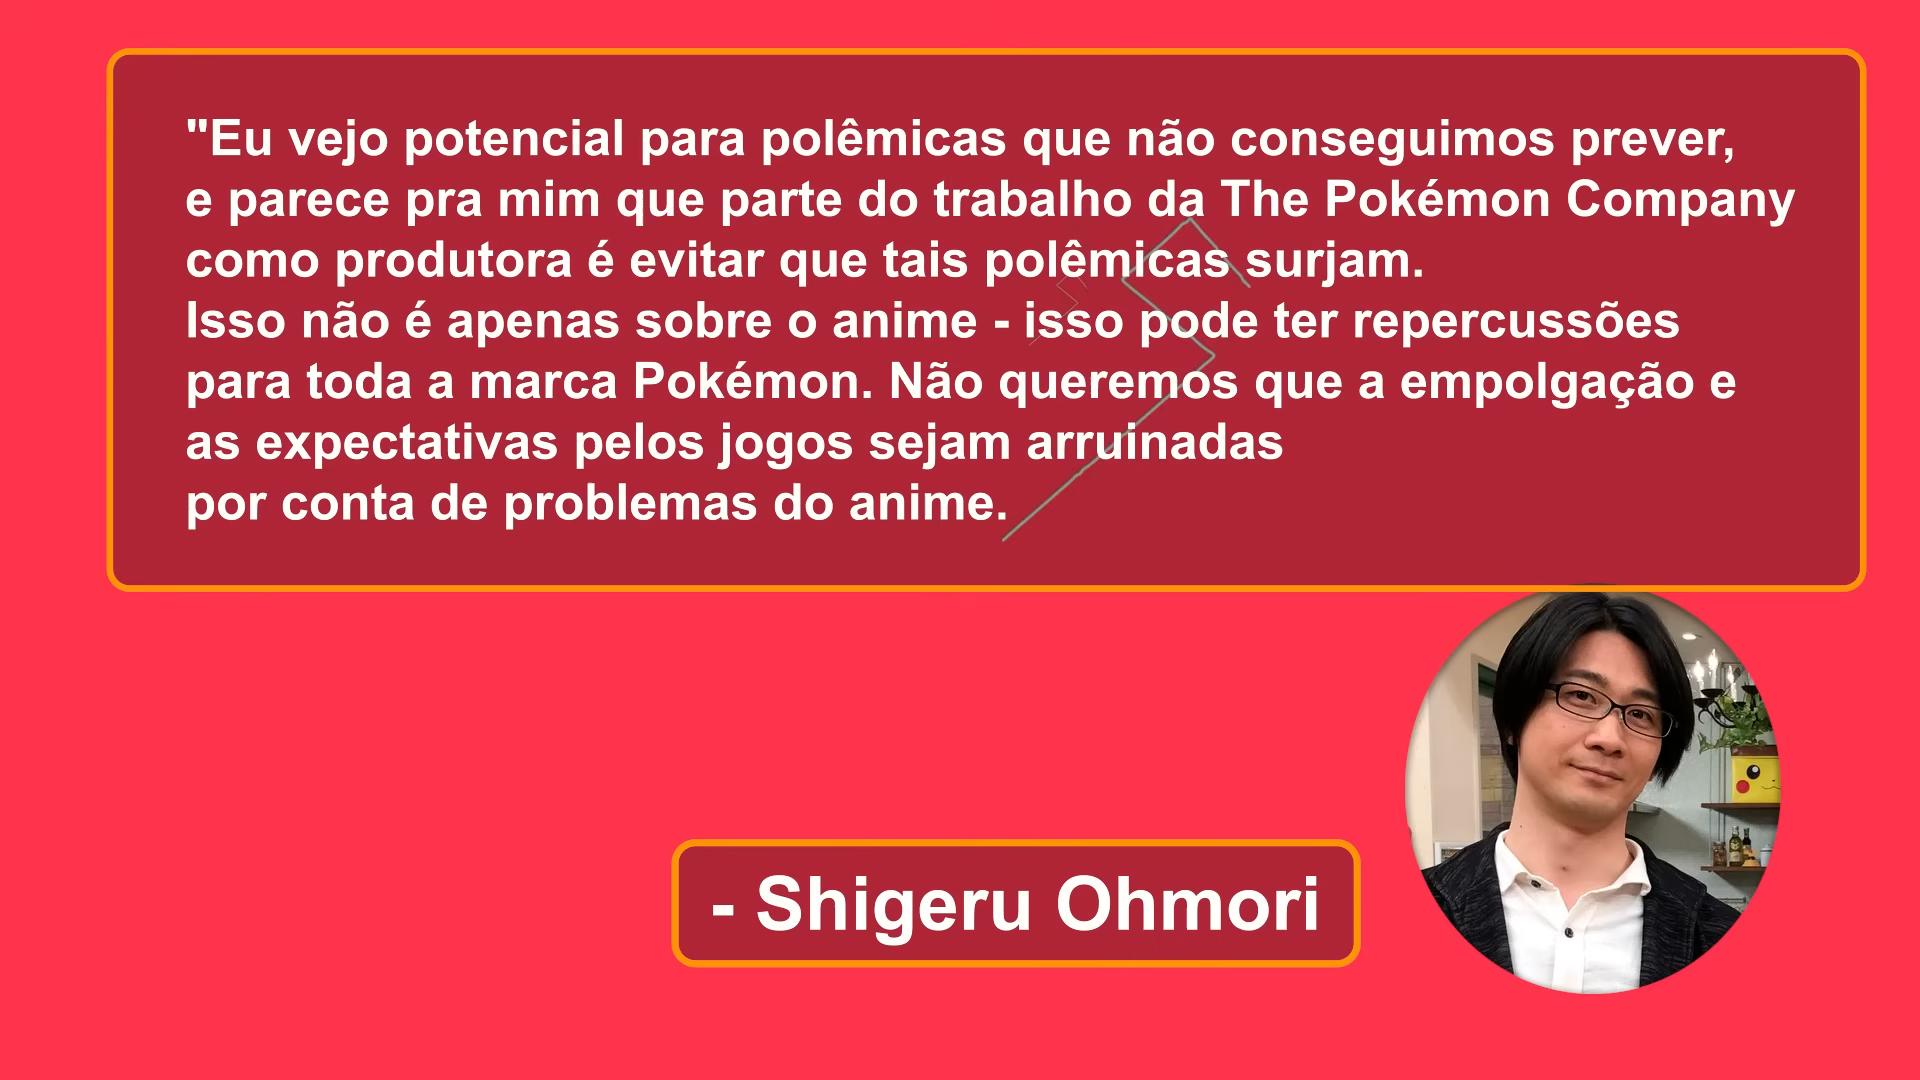 "Eu vejo potencial para polêmicas que não conseguimos prever,
e parece pra mim que parte do trabalho da The Pokémon Company
como produtora é evitar que tais polêmicas surjam.
Isso não é apenas sobre o anime - isso pode ter repercussões
para toda a marca Pokémon. Não queremos que a empolgação e
as expectativas pelos jogos sejam arruinadas
por conta de problemas do anime.
- Shigeru Ohmori